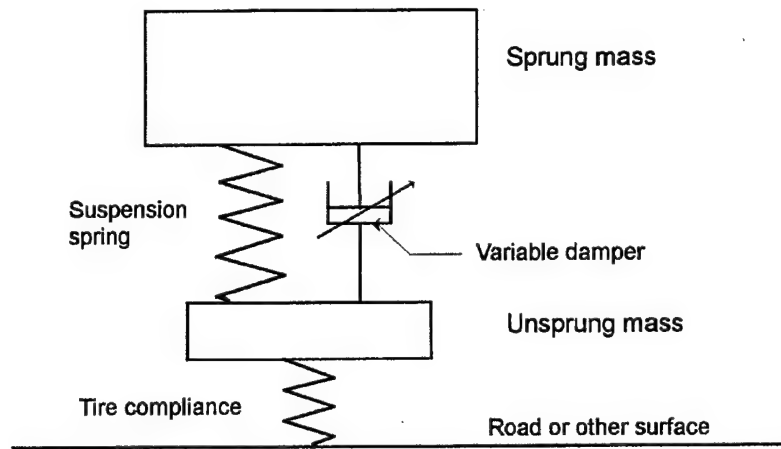 Sprung mass
Suspension
spring
Variable damper
Unsprung mass
Tire compliance
Road or other surface